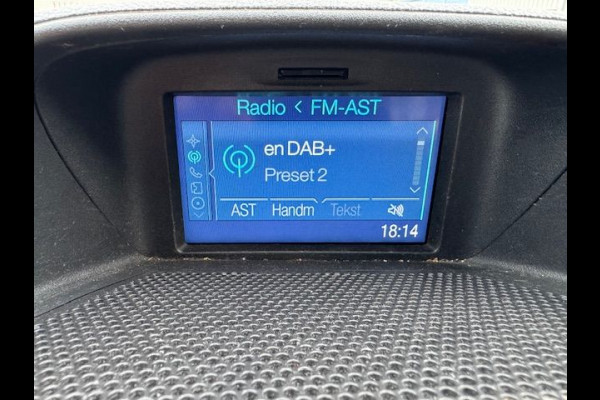 Radio < FM-AST
en DAB+
Preset 2
AST Handm Tekst
18:14